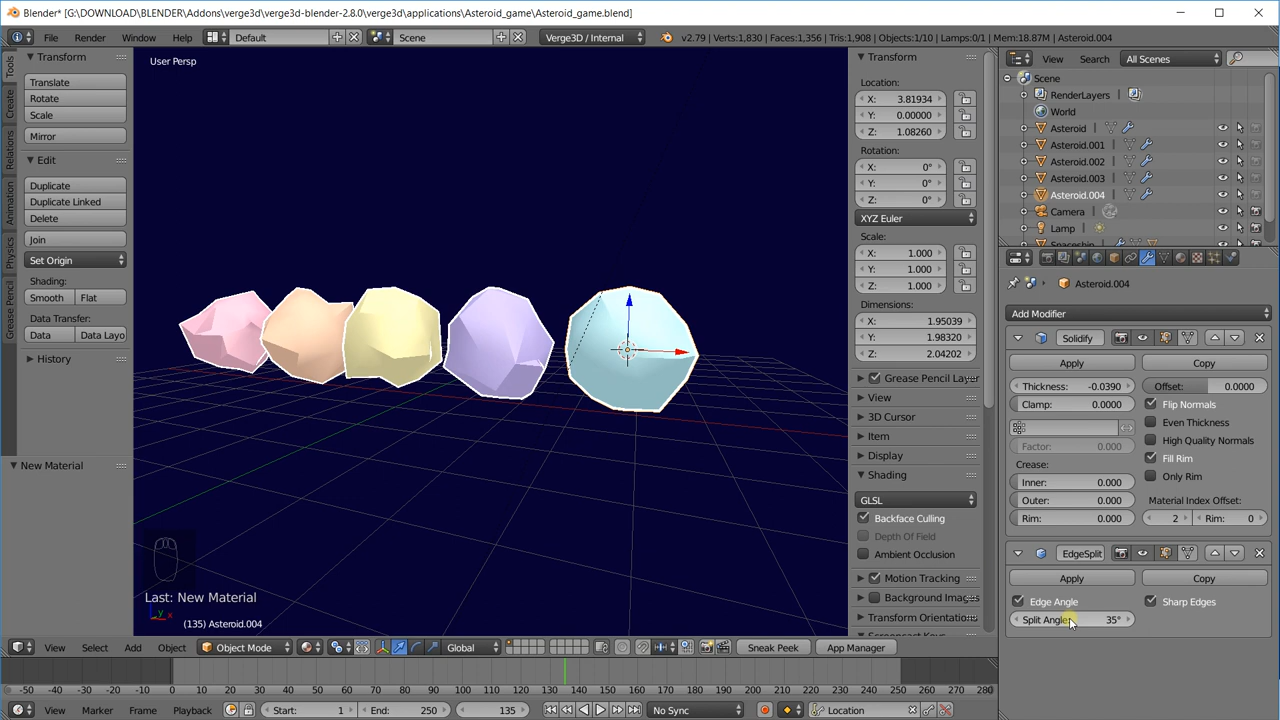 Blender* [G:\DOWNLOAD\BLENDER\Addons\verge3d\verge3d-blender-2.8.0\verge3d\applications\Asteroid_game\Asteroid_game.blend]
File Render Window Help Default Scene Verge3D / Internal v2.79 | Verts:1,830 | Faces:1,356 | Tris:1,908 | Objects:1/10 | Lamps:0/1 | Mem:18.87M | Asteroid.004
Tools
Create
Relations
Animation
Physics
Grease Pencil
Transform
Translate
Rotate
Scale
Mirror
Edit
Duplicate
Duplicate Linked
Delete
Join
Set Origin
Shading:
Smooth Flat
Data Transfer:
Data Data Layo
History
New Material
User Persp
Last: New Material
(135) Asteroid.004
Transform
Location:
X: 3.81934
Y: 0.00000
Z: 1.08260
Rotation:
X: 0°
Y: 0°
Z: 0°
XYZ Euler
Scale:
X: 1.000
Y: 1.000
Z: 1.000
Dimensions:
X: 1.95039
Y: 1.98320
Z: 2.04202
Grease Pencil Layer
View
3D Cursor
Item
Display
Shading
GLSL
Backface Culling
Depth Of Field
Ambient Occlusion
Motion Tracking
Background Imag
Transform Orientatio
View Search All Scenes
Scene
RenderLayers
World
Asteroid
Asteroid.001
Asteroid.002
Asteroid.003
Asteroid.004
Camera
Lamp
Spaceship
Asteroid.004
Add Modifier
Solidify
Apply Copy
Thickness: -0.0390 Offset: 0.0000
Clamp: 0.0000 Flip Normals
Even Thickness
Factor: 0.000 High Quality Normals
Crease: Fill Rim
Inner: 0.000 Only Rim
Outer: 0.000 Material Index Offset:
Rim: 0.000 2 Rim: 0
EdgeSplit
Apply Copy
Edge Angle Sharp Edges
Split Angle 35°
View Select Add Object Object Mode Global Sneak Peek App Manager
-50 -40 -30 -20 -10 0 10 20 30 40 50 60 70 80 90 100 110 120 130 140 150 160 170 180 190 200 210 220 230 240 250 260 270 280
View Marker Frame Playback Start: 1 End: 250 135 No Sync Location